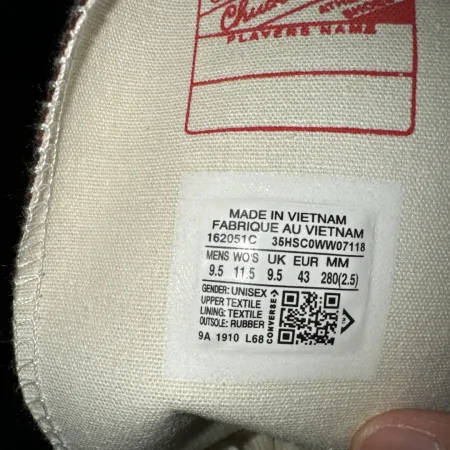 Chuck
PLAYERS NAME
MADE IN VIETNAM
FABRIQUE AU VIETNAM
162051C 35HSC0WW07118
MENS WO'S UK EUR MM
9.5 11.5 9.5 43 280(2.5)
GENDER: UNISEX
UPPER TEXTILE
LINING: TEXTILE
OUTSOLE: RUBBER
9A 1910 L68
CONVERSE